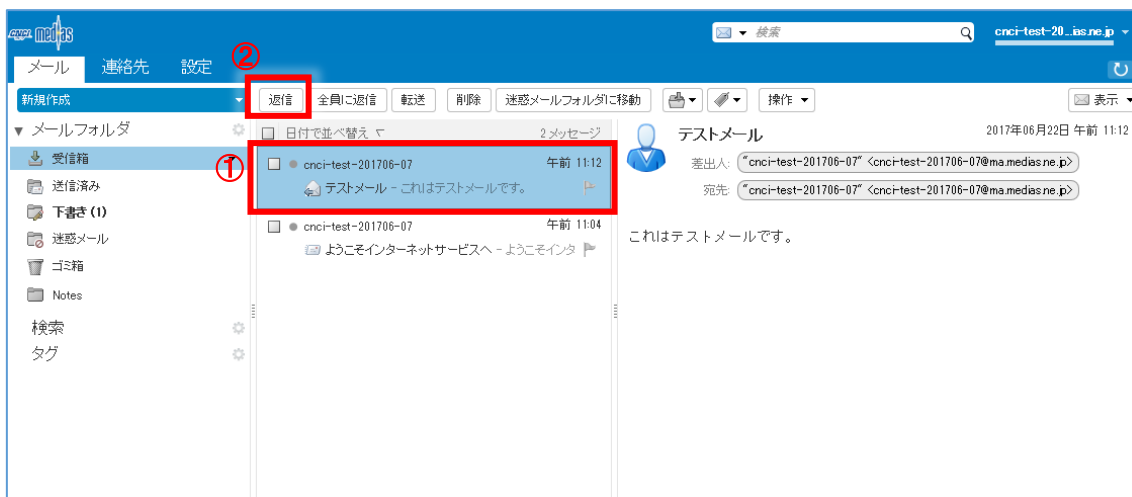 cnci medias
検索
cnci-test-20...ias.ne.jp
メール 連絡先 設定
②
新規作成
返信 全員に返信 転送 削除 迷惑メールフォルダに移動 操作 表示
メールフォルダ
受信箱
送信済み
下書き (1)
迷惑メール
ゴミ箱
Notes
検索
タグ
日付で並べ替え 2 メッセージ
①
cnci-test-201706-07 午前 11:12
テストメール - これはテストメールです。
cnci-test-201706-07 午前 11:04
ようこそインターネットサービスへ - ようこそインタ
テストメール 2017年06月22日 午前 11:12
差出人: "cnci-test-201706-07" <cnci-test-201706-07@ma.medias.ne.jp>
宛先: "cnci-test-201706-07" <cnci-test-201706-07@ma.medias.ne.jp>
これはテストメールです。